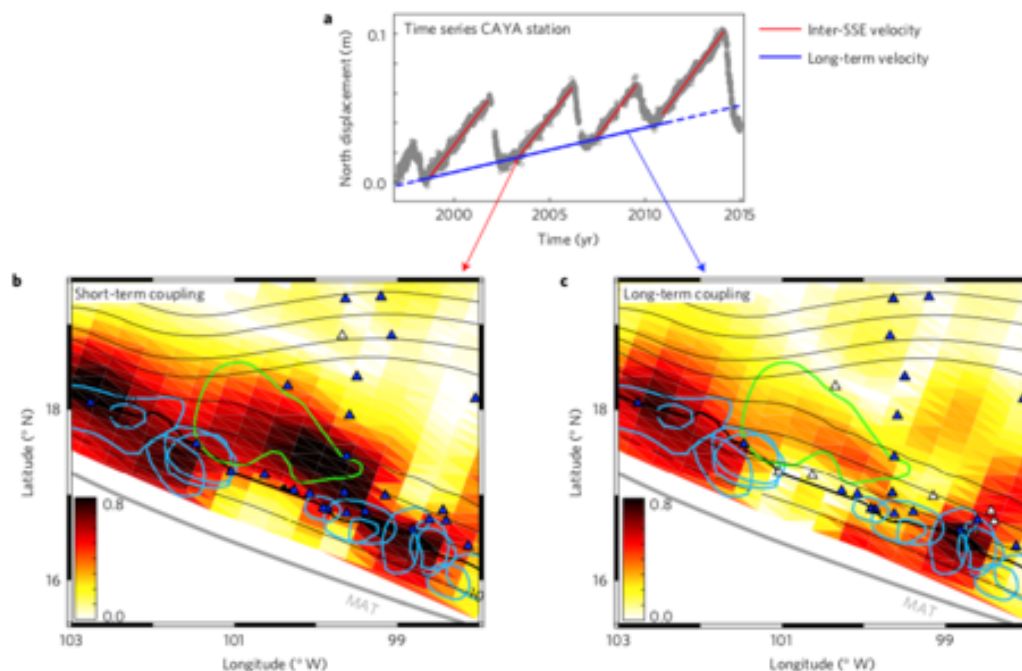 a
Time series CAYA station
Inter-SSE velocity
Long-term velocity
North displacement (m)
0.1
0.0
2000
2005
2010
2015
Time (yr)
b
Short-term coupling
Latitude (° N)
18
16
0.8
0.0
MAT
103
101
99
Longitude (° W)
c
Long-term coupling
Latitude (° N)
18
16
0.8
0.0
MAT
103
101
99
Longitude (° W)